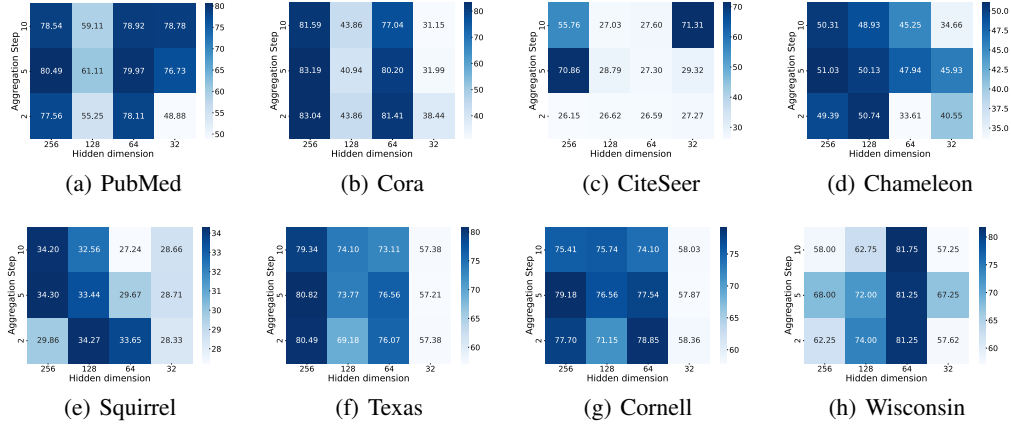 10 78.54 59.11 78.92 78.78
5 80.49 61.11 79.97 76.73
2 77.56 55.25 78.11 48.88
256 128 64 32
Hidden dimension
Aggregation Step
80 75 70 65 60 55 50
(a) PubMed
10 81.59 43.86 77.04 31.15
5 83.19 40.94 80.20 31.99
2 83.04 43.86 81.41 38.44
256 128 64 32
Hidden dimension
Aggregation Step
80 70 60 50 40
(b) Cora
10 55.76 27.03 27.60 71.31
5 70.86 28.79 27.30 29.32
2 26.15 26.62 26.59 27.27
256 128 64 32
Hidden dimension
Aggregation Step
70 60 50 40 30
(c) CiteSeer
10 50.31 48.93 45.25 34.66
5 51.03 50.13 47.94 45.93
2 49.39 50.74 33.61 40.55
256 128 64 32
Hidden dimension
Aggregation Step
50.0 47.5 45.0 42.5 40.0 37.5 35.0
(d) Chameleon
10 34.20 32.56 27.24 28.66
5 34.30 33.44 29.67 28.71
2 29.86 34.27 33.65 28.33
256 128 64 32
Hidden dimension
Aggregation Step
34 33 32 31 30 29 28
(e) Squirrel
10 79.34 74.10 73.11 57.38
5 80.82 73.77 76.56 57.21
2 80.49 69.18 76.07 57.38
256 128 64 32
Hidden dimension
Aggregation Step
80 75 70 65 60
(f) Texas
10 75.41 75.74 74.10 58.03
5 79.18 76.56 77.54 57.87
2 77.70 71.15 78.85 58.36
256 128 64 32
Hidden dimension
Aggregation Step
75 70 65 60
(g) Cornell
10 58.00 62.75 81.75 57.25
5 68.00 72.00 81.25 67.25
2 62.25 74.00 81.25 57.62
256 128 64 32
Hidden dimension
Aggregation Step
80 75 70 65 60
(h) Wisconsin